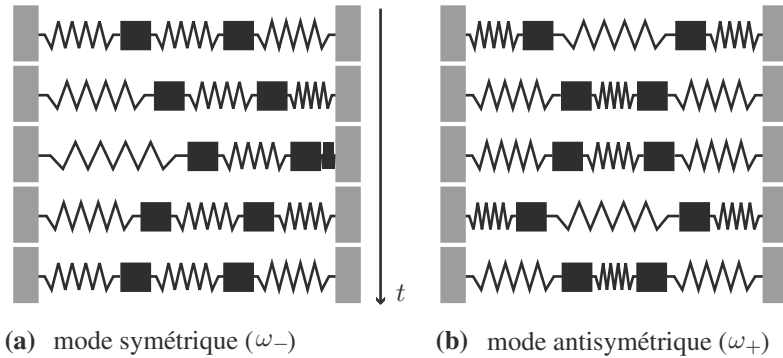 t
(a) mode symétrique (ω−)
(b) mode antisymétrique (ω+)